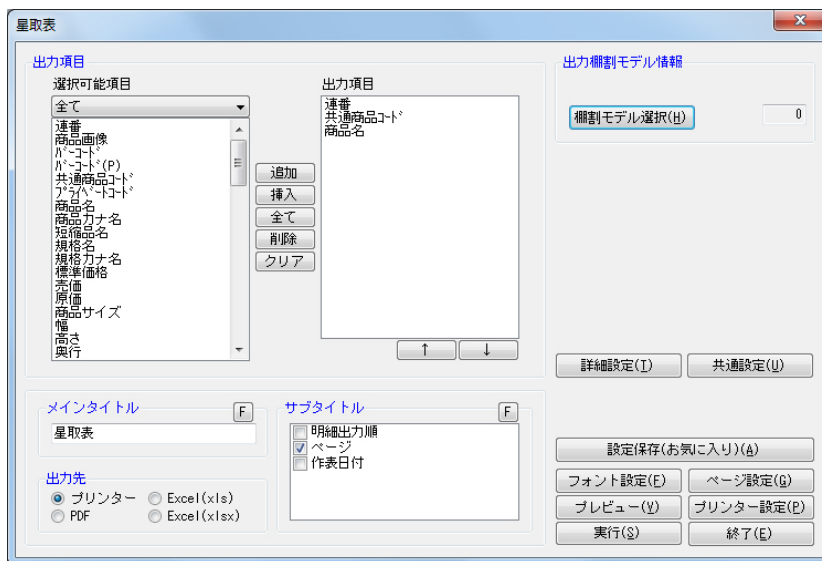 星取表
出力項目
選択可能項目
全て
連番
商品画像
ﾊﾞｰｺｰﾄﾞ
ﾊﾞｰｺｰﾄﾞ(P)
共通商品ｺｰﾄﾞ
ﾌﾟﾗｲﾍﾞｰﾄｺｰﾄﾞ
商品名
商品カナ名
短縮品名
規格名
規格カナ名
標準価格
売価
原価
商品サイズ
幅
高さ
奥行
追加
挿入
全て
削除
クリア
出力項目
連番
共通商品ｺｰﾄﾞ
商品名
↑ ↓
出力棚割モデル情報
棚割モデル選択(H) 0
詳細設定(T) 共通設定(U)
メインタイトル F
星取表
出力先
プリンター Excel(xls)
PDF Excel(xlsx)
サブタイトル F
明細出力順
ページ
作表日付
設定保存(お気に入り)(A)
フォント設定(F) ページ設定(G)
プレビュー(V) プリンター設定(P)
実行(S) 終了(E)